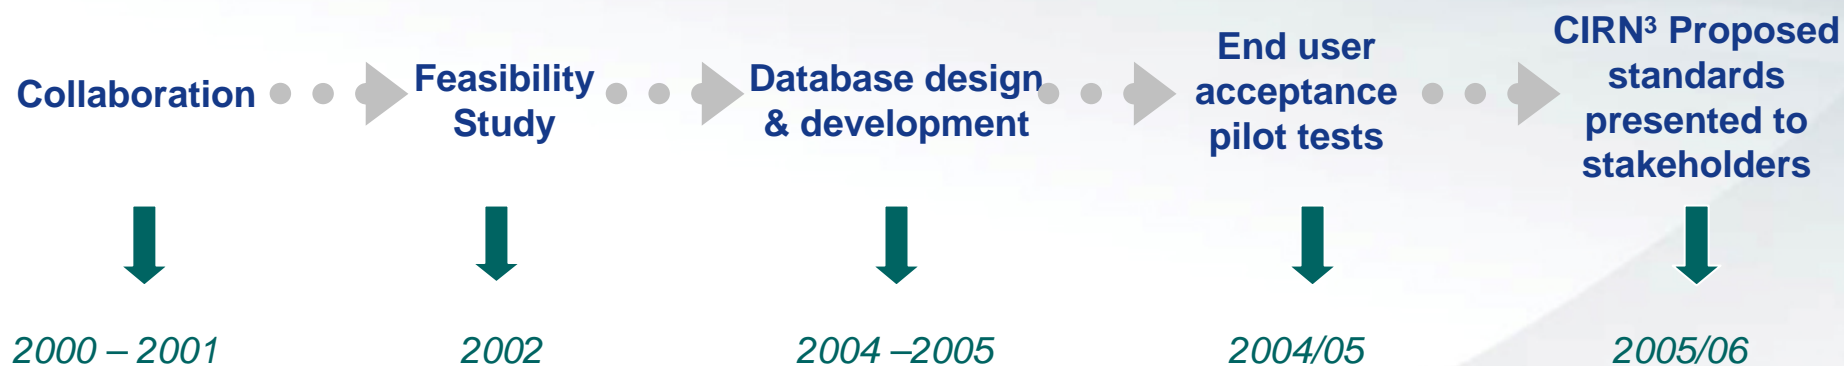 Collaboration
Feasibility
Study
Database design
& development
End user
acceptance
pilot tests
CIRN³ Proposed
standards
presented to
stakeholders
2000 – 2001
2002
2004 –2005
2004/05
2005/06